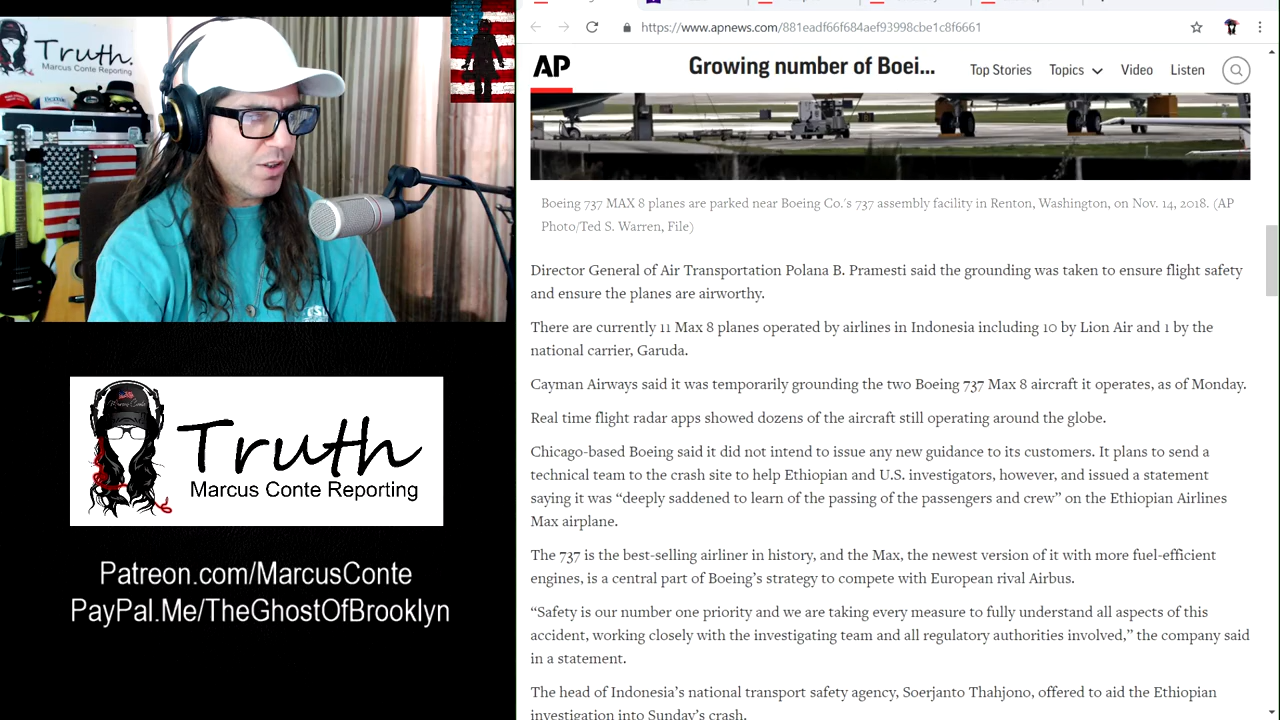 Truth.
Marcus Conte Reporting
Truth
Marcus Conte Reporting
Patreon.com/MarcusConte
PayPal.Me/TheGhostOfBrooklyn
https://www.apnews.com/881eadf66f684aef93998cbe1c8f6661
AP
Growing number of Boei...
Top Stories
Topics
Video
Listen
Boeing 737 MAX 8 planes are parked near Boeing Co.´s 737 assembly facility in Renton, Washington, on Nov. 14, 2018. (AP
Photo/Ted S. Warren, File)
Director General of Air Transportation Polana B. Pramesti said the grounding was taken to ensure flight safety
and ensure the planes are airworthy.
There are currently 11 Max 8 planes operated by airlines in Indonesia including 10 by Lion Air and 1 by the
national carrier, Garuda.
Cayman Airways said it was temporarily grounding the two Boeing 737 Max 8 aircraft it operates, as of Monday.
Real time flight radar apps showed dozens of the aircraft still operating around the globe.
Chicago-based Boeing said it did not intend to issue any new guidance to its customers. It plans to send a
technical team to the crash site to help Ethiopian and U.S. investigators, however, and issued a statement
saying it was “deeply saddened to learn of the passing of the passengers and crew” on the Ethiopian Airlines
Max airplane.
The 737 is the best-selling airliner in history, and the Max, the newest version of it with more fuel-efficient
engines, is a central part of Boeing’s strategy to compete with European rival Airbus.
“Safety is our number one priority and we are taking every measure to fully understand all aspects of this
accident, working closely with the investigating team and all regulatory authorities involved,” the company said
in a statement.
The head of Indonesia’s national transport safety agency, Soerjanto Thahjono, offered to aid the Ethiopian
investigation into Sunday’s crash.